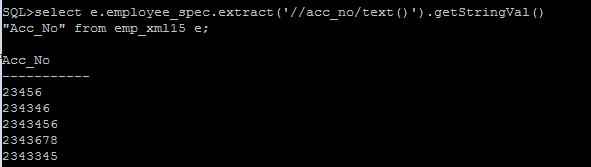 SQL>select e.employee_spec.extract('//acc_no/text()').getStringVal()
"Acc_No" from emp_xml15 e;
Acc_No
-----------
23456
234346
2343456
2343678
2343345